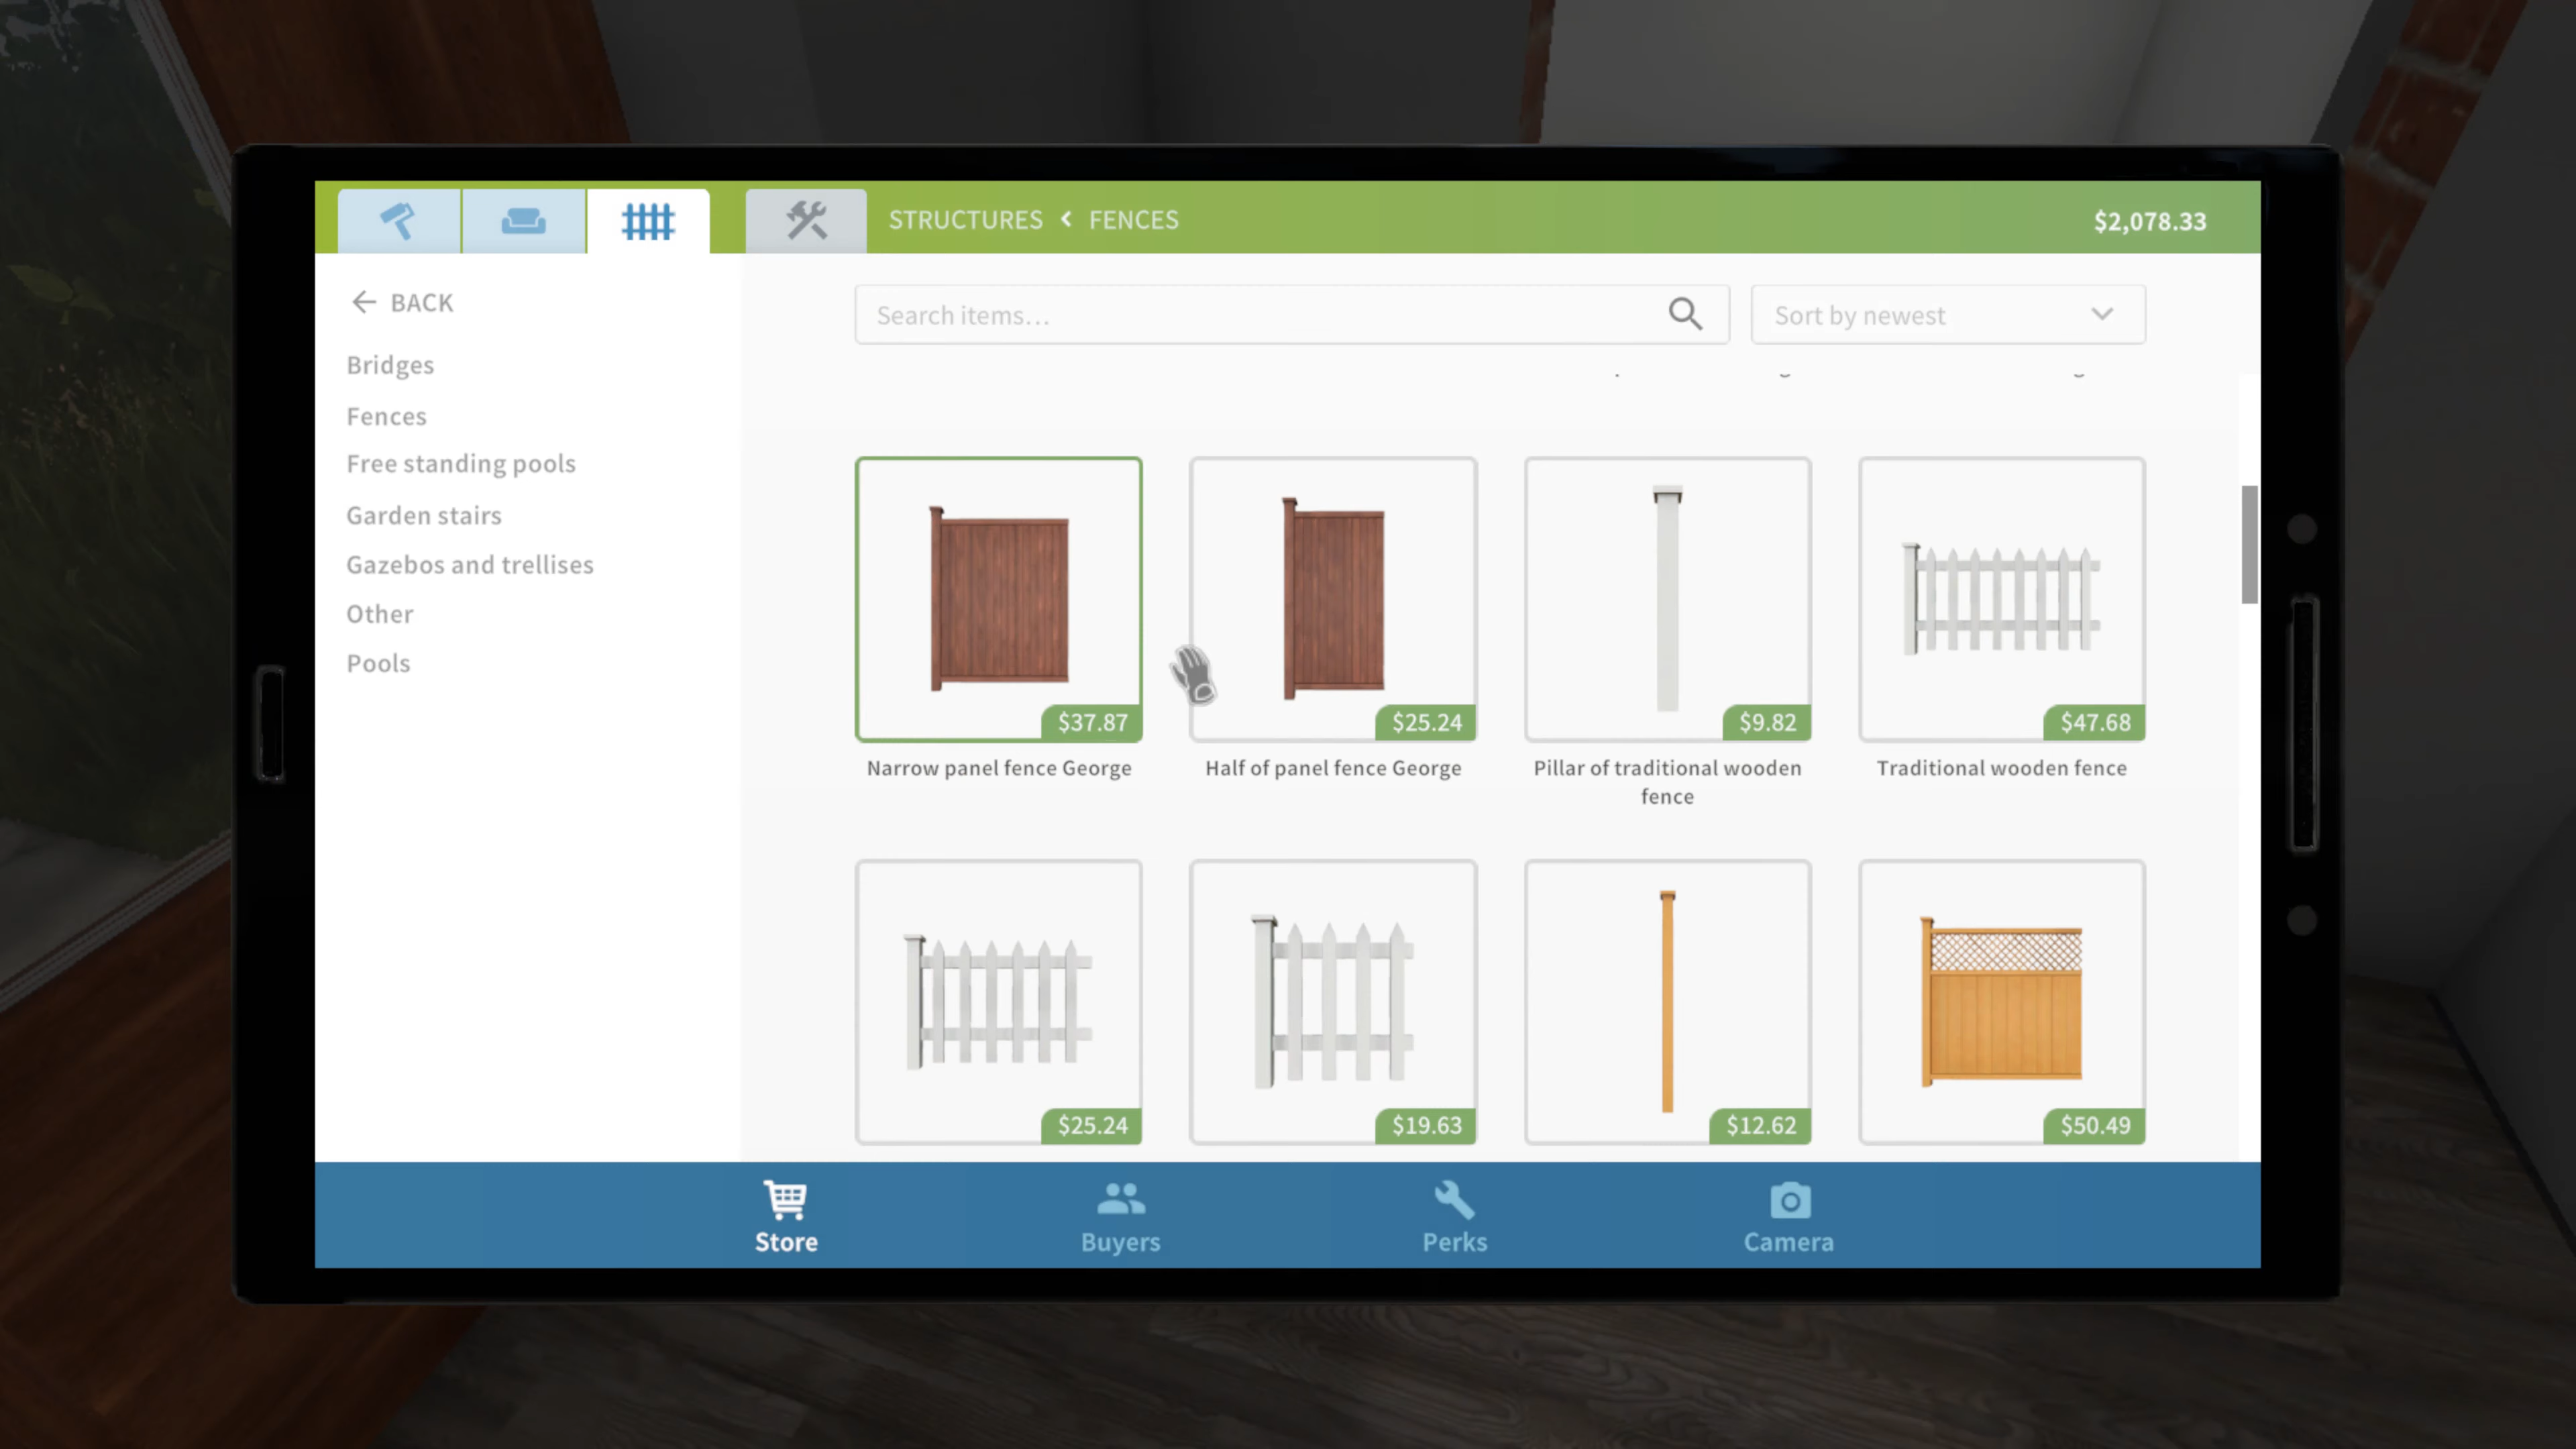 STRUCTURES < FENCES
$2,078.33
BACK
Search items...
Sort by newest
Bridges
Fences
Free standing pools
Garden stairs
Gazebos and trellises
Other
Pools
$37.87
$25.24
$9.82
$47.68
Narrow panel fence George
Half of panel fence George
Pillar of traditional wooden
fence
Traditional wooden fence
$25.24
$19.63
$12.62
$50.49
Store
Buyers
Perks
Camera